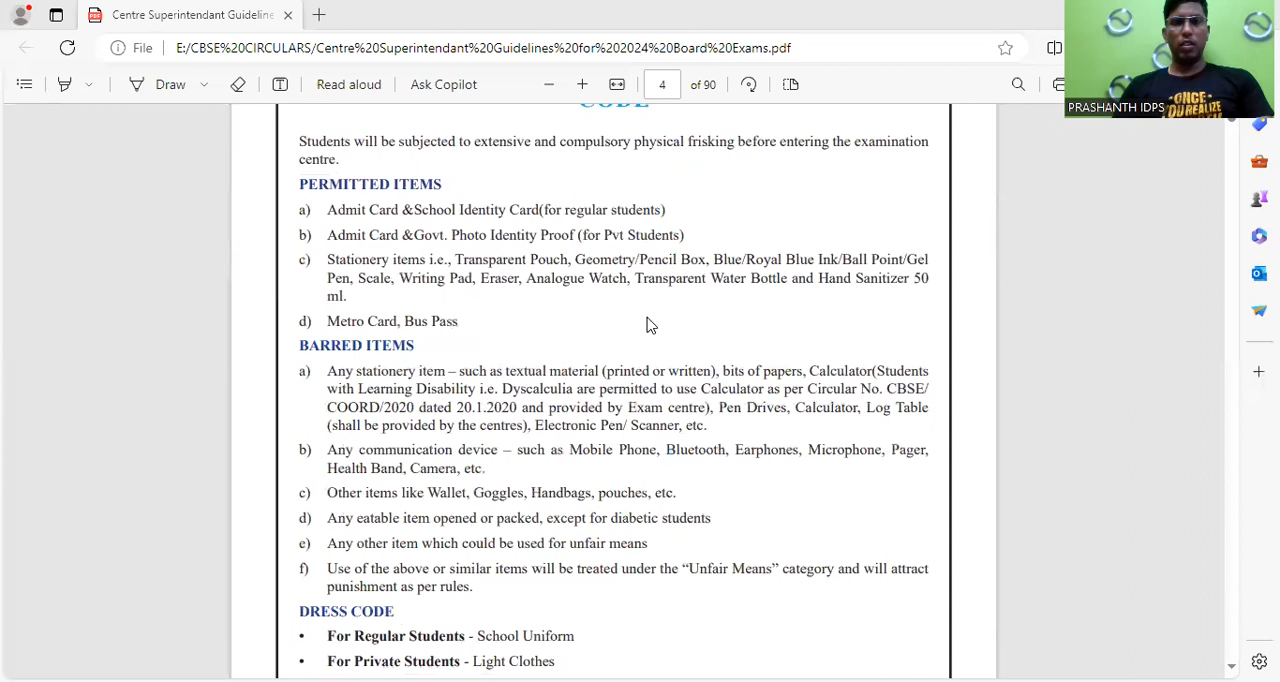 Centre Superintendant Guideline
File
E:/CBSE%20CIRCULARS/Centre%20Superintendant%20Guidelines%20for%202024%20Board%20Exams.pdf
Draw
Read aloud
Ask Copilot
4 of 90
PRASHANTH IDPS
ONCE
YOU REALIZE
CODE
Students will be subjected to extensive and compulsory physical frisking before entering the examination
centre.
PERMITTED ITEMS
a) Admit Card &School Identity Card(for regular students)
b) Admit Card &Govt. Photo Identity Proof (for Pvt Students)
c) Stationery items i.e., Transparent Pouch, Geometry/Pencil Box, Blue/Royal Blue Ink/Ball Point/Gel
Pen, Scale, Writing Pad, Eraser, Analogue Watch, Transparent Water Bottle and Hand Sanitizer 50
ml.
d) Metro Card, Bus Pass
BARRED ITEMS
a) Any stationery item – such as textual material (printed or written), bits of papers, Calculator(Students
with Learning Disability i.e. Dyscalculia are permitted to use Calculator as per Circular No. CBSE/
COORD/2020 dated 20.1.2020 and provided by Exam centre), Pen Drives, Calculator, Log Table
(shall be provided by the centres), Electronic Pen/ Scanner, etc.
b) Any communication device – such as Mobile Phone, Bluetooth, Earphones, Microphone, Pager,
Health Band, Camera, etc.
c) Other items like Wallet, Goggles, Handbags, pouches, etc.
d) Any eatable item opened or packed, except for diabetic students
e) Any other item which could be used for unfair means
f) Use of the above or similar items will be treated under the “Unfair Means” category and will attract
punishment as per rules.
DRESS CODE
• For Regular Students - School Uniform
• For Private Students - Light Clothes